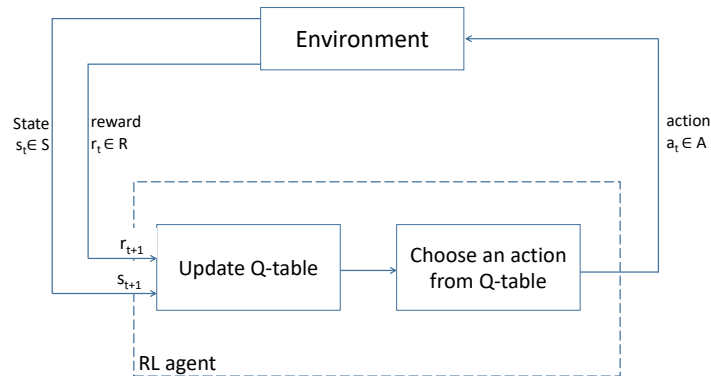 Environment
State
sₜ ∈ S
reward
rₜ ∈ R
action
aₜ ∈ A
rₜ₊₁
sₜ₊₁
Update Q-table
Choose an action
from Q-table
RL agent